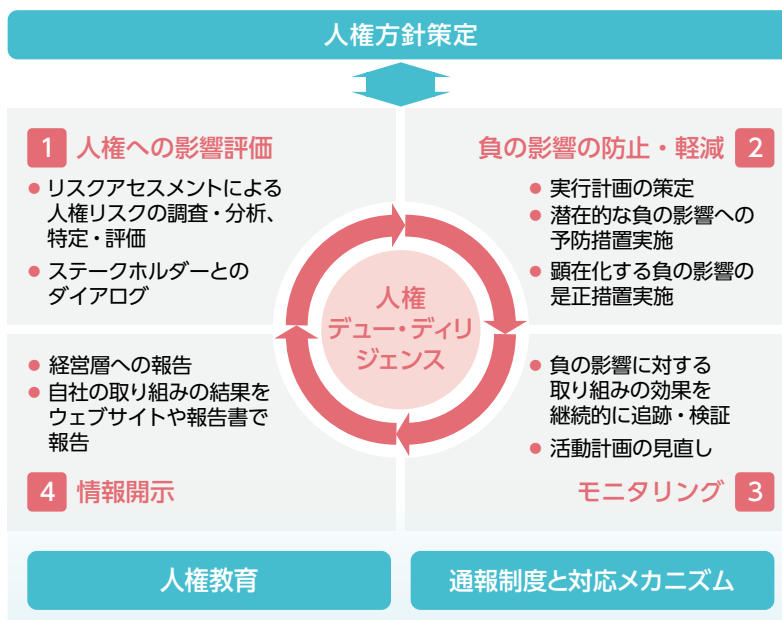 人権方針策定
1 人権への影響評価
● リスクアセスメントによる
人権リスクの調査・分析、
特定・評価
● ステークホルダーとの
ダイアログ
負の影響の防止・軽減 2
● 実行計画の策定
● 潜在的な負の影響への
予防措置実施
● 顕在化する負の影響の
是正措置実施
人権
デュー・ディリ
ジェンス
● 負の影響に対する
取り組みの効果を
継続的に追跡・検証
● 活動計画の見直し
モニタリング 3
● 経営層への報告
● 自社の取り組みの結果を
ウェブサイトや報告書で
報告
4 情報開示
人権教育
通報制度と対応メカニズム